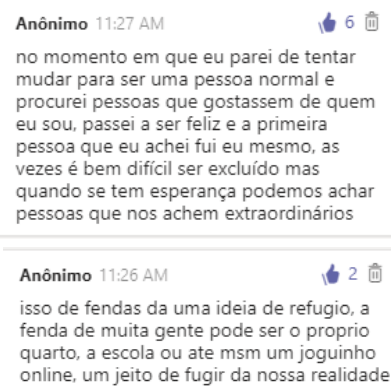 Anônimo 11:27 AM 6
no momento em que eu parei de tentar
mudar para ser uma pessoa normal e
procurei pessoas que gostassem de quem
eu sou, passei a ser feliz e a primeira
pessoa que eu achei fui eu mesmo, as
vezes é bem difícil ser excluído mas
quando se tem esperança podemos achar
pessoas que nos achem extraordinários
Anônimo 11:26 AM 2
isso de fendas da uma ideia de refugio, a
fenda de muita gente pode ser o proprio
quarto, a escola ou ate msm um joguinho
online, um jeito de fugir da nossa realidade